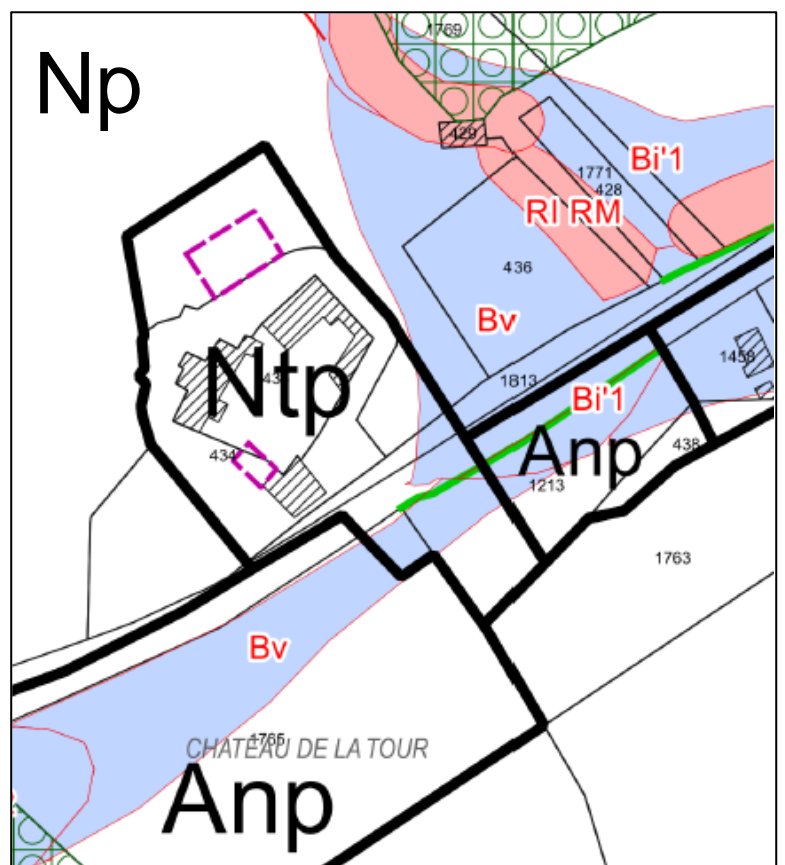 1769
Np
429
Bi'1
1771
428
RI RM
436
Bv
1458
1813
Ntp
Bi'1
Anp
438
434
1213
1763
Bv
1765
CHATEAU DE LA TOUR
Anp